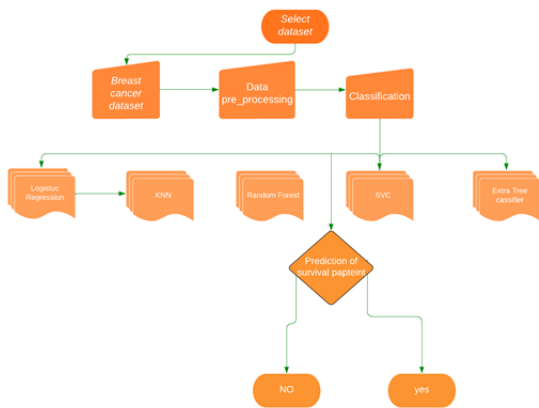 Select
dataset
Breast
cancer
dataset
Data
pre_processing
Classification
Logistuc
Regression
KNN
Random Forest
SVC
Extra Tree
cassifier
Prediction of
survival papteint
NO
yes